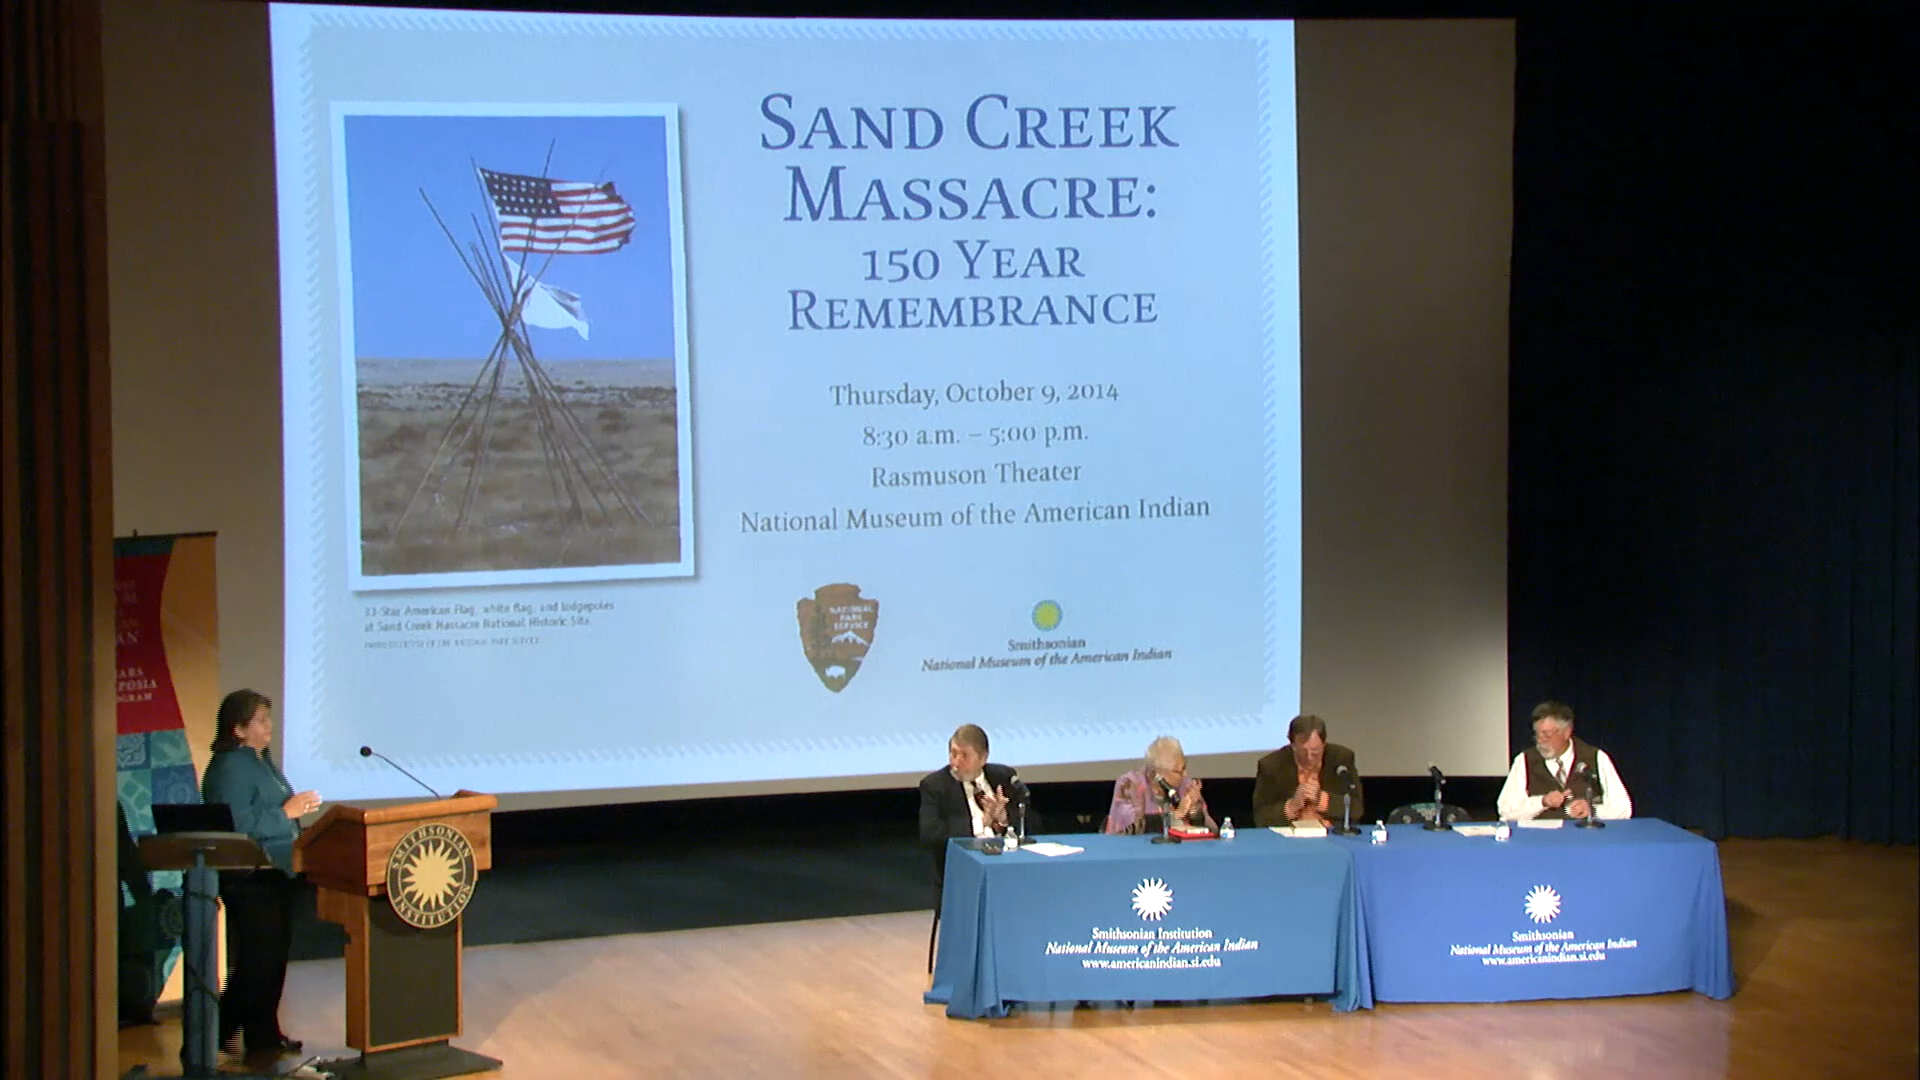 SAND CREEK
MASSACRE:
150 YEAR
REMEMBRANCE
Thursday, October 9, 2014
8:30 a.m. – 5:00 p.m.
Rasmuson Theater
National Museum of the American Indian
33-Star American Flag, white flag, and lodgepoles
at Sand Creek Massacre National Historic Site
NATIONAL
PARK
SERVICE
Smithsonian
National Museum of the American Indian
SMITHSONIAN
INSTITUTION
Smithsonian Institution
National Museum of the American Indian
www.americanindian.si.edu
Smithsonian
National Museum of the American Indian
www.americanindian.si.edu